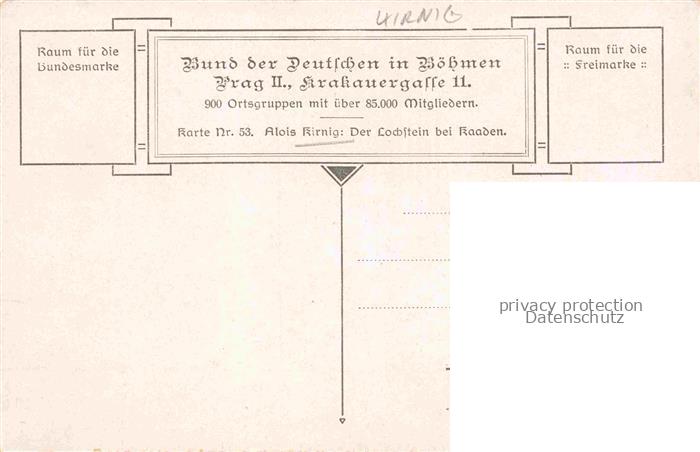 KIRNIG
Raum für die
Bundesmarke
Bund der Deutschen in Böhmen
Prag II., Krakauergasse 11.
900 Ortsgruppen mit über 85.000 Mitgliedern.
Karte Nr. 53. Alois Kirnig: Der Lochstein bei Kaaden.
Raum für die
:: Freimarke ::
privacy protection
Datenschutz